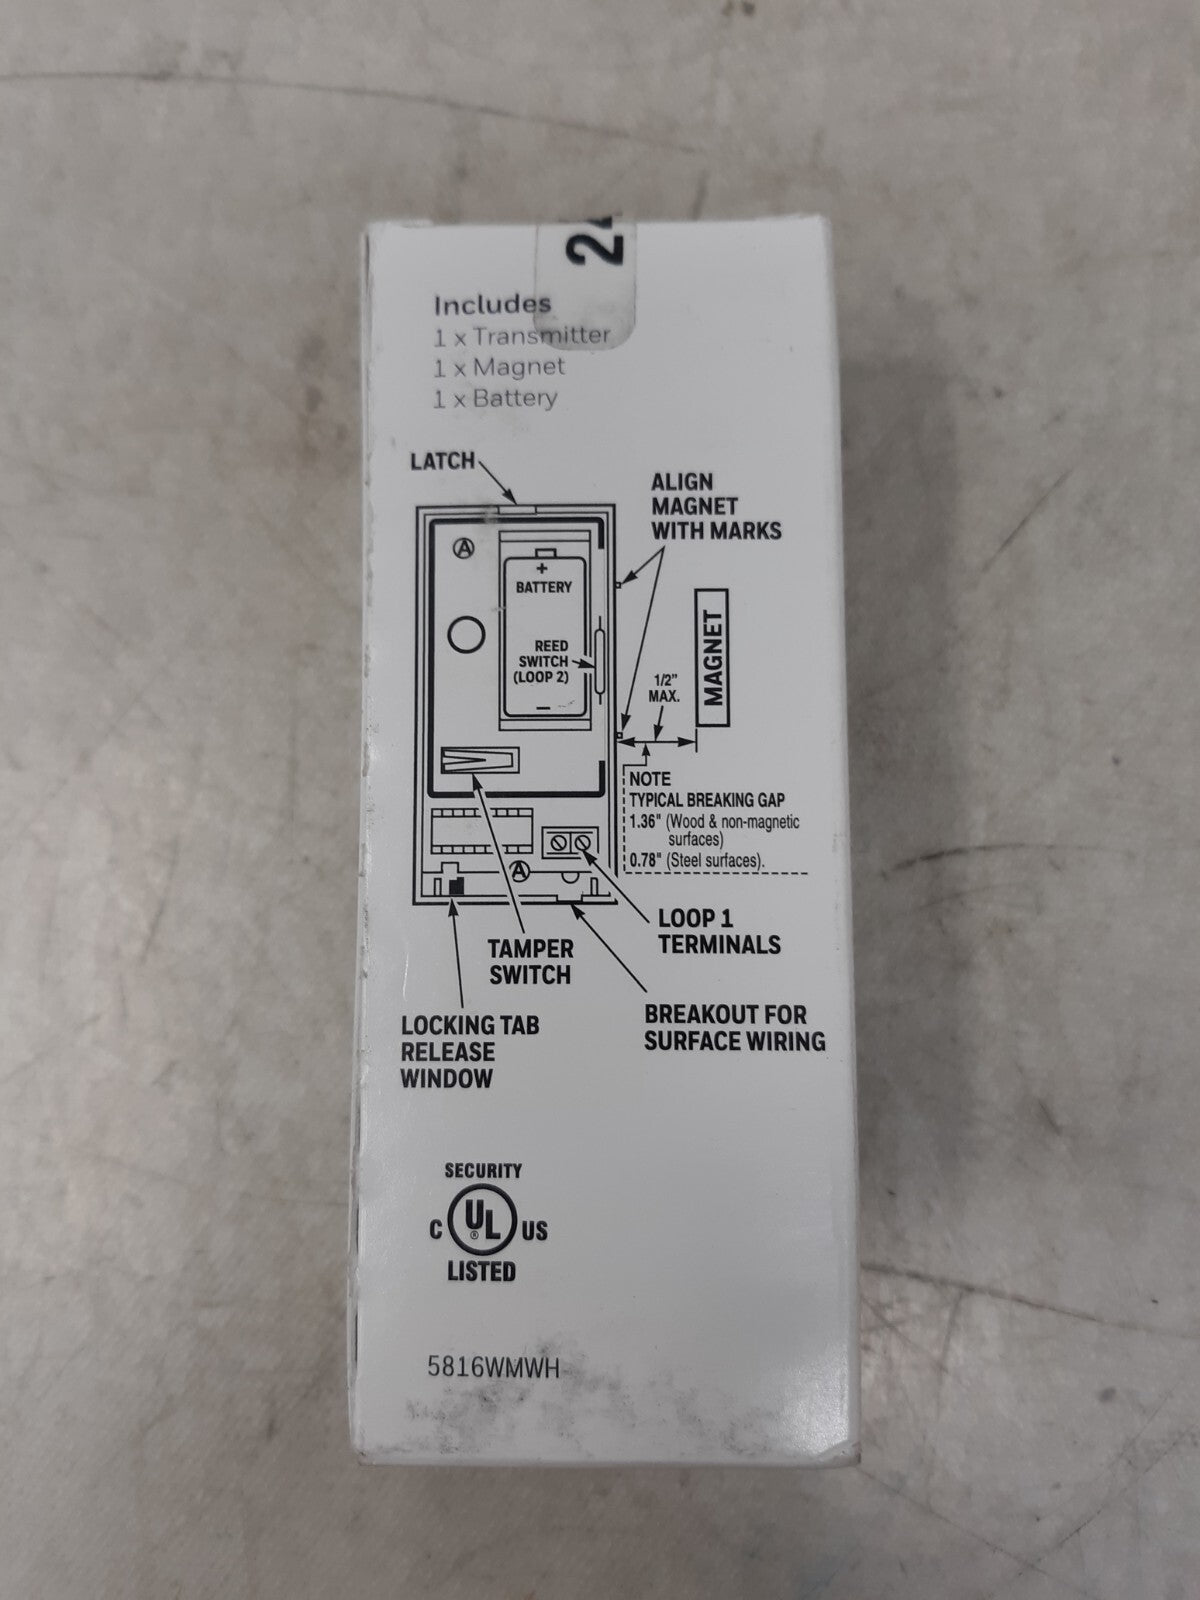 2
Includes
1 x Transmitter
1 x Magnet
1 x Battery
LATCH
ALIGN
MAGNET
WITH MARKS
A
+
BATTERY
REED
SWITCH
(LOOP 2)
–
1/2"
MAX.
MAGNET
NOTE
TYPICAL BREAKING GAP
1.36" (Wood & non-magnetic
surfaces)
0.78" (Steel surfaces).
A
LOOP 1
TERMINALS
TAMPER
SWITCH
BREAKOUT FOR
SURFACE WIRING
LOCKING TAB
RELEASE
WINDOW
SECURITY
C UL ® US
LISTED
5816WMWH